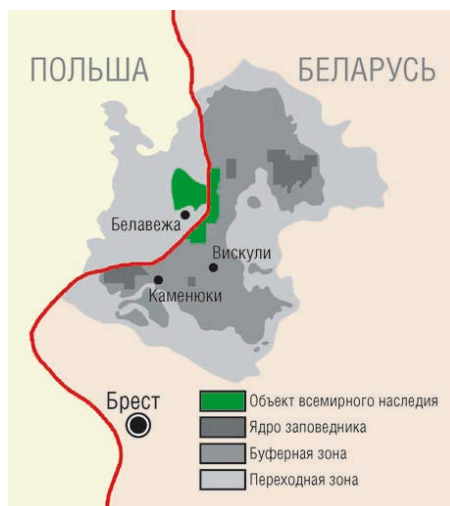 ПОЛЬША
БЕЛАРУСЬ
Белавежа
Вискули
Каменюки
Брест
Объект всемирного наследия
Ядро заповедника
Буферная зона
Переходная зона